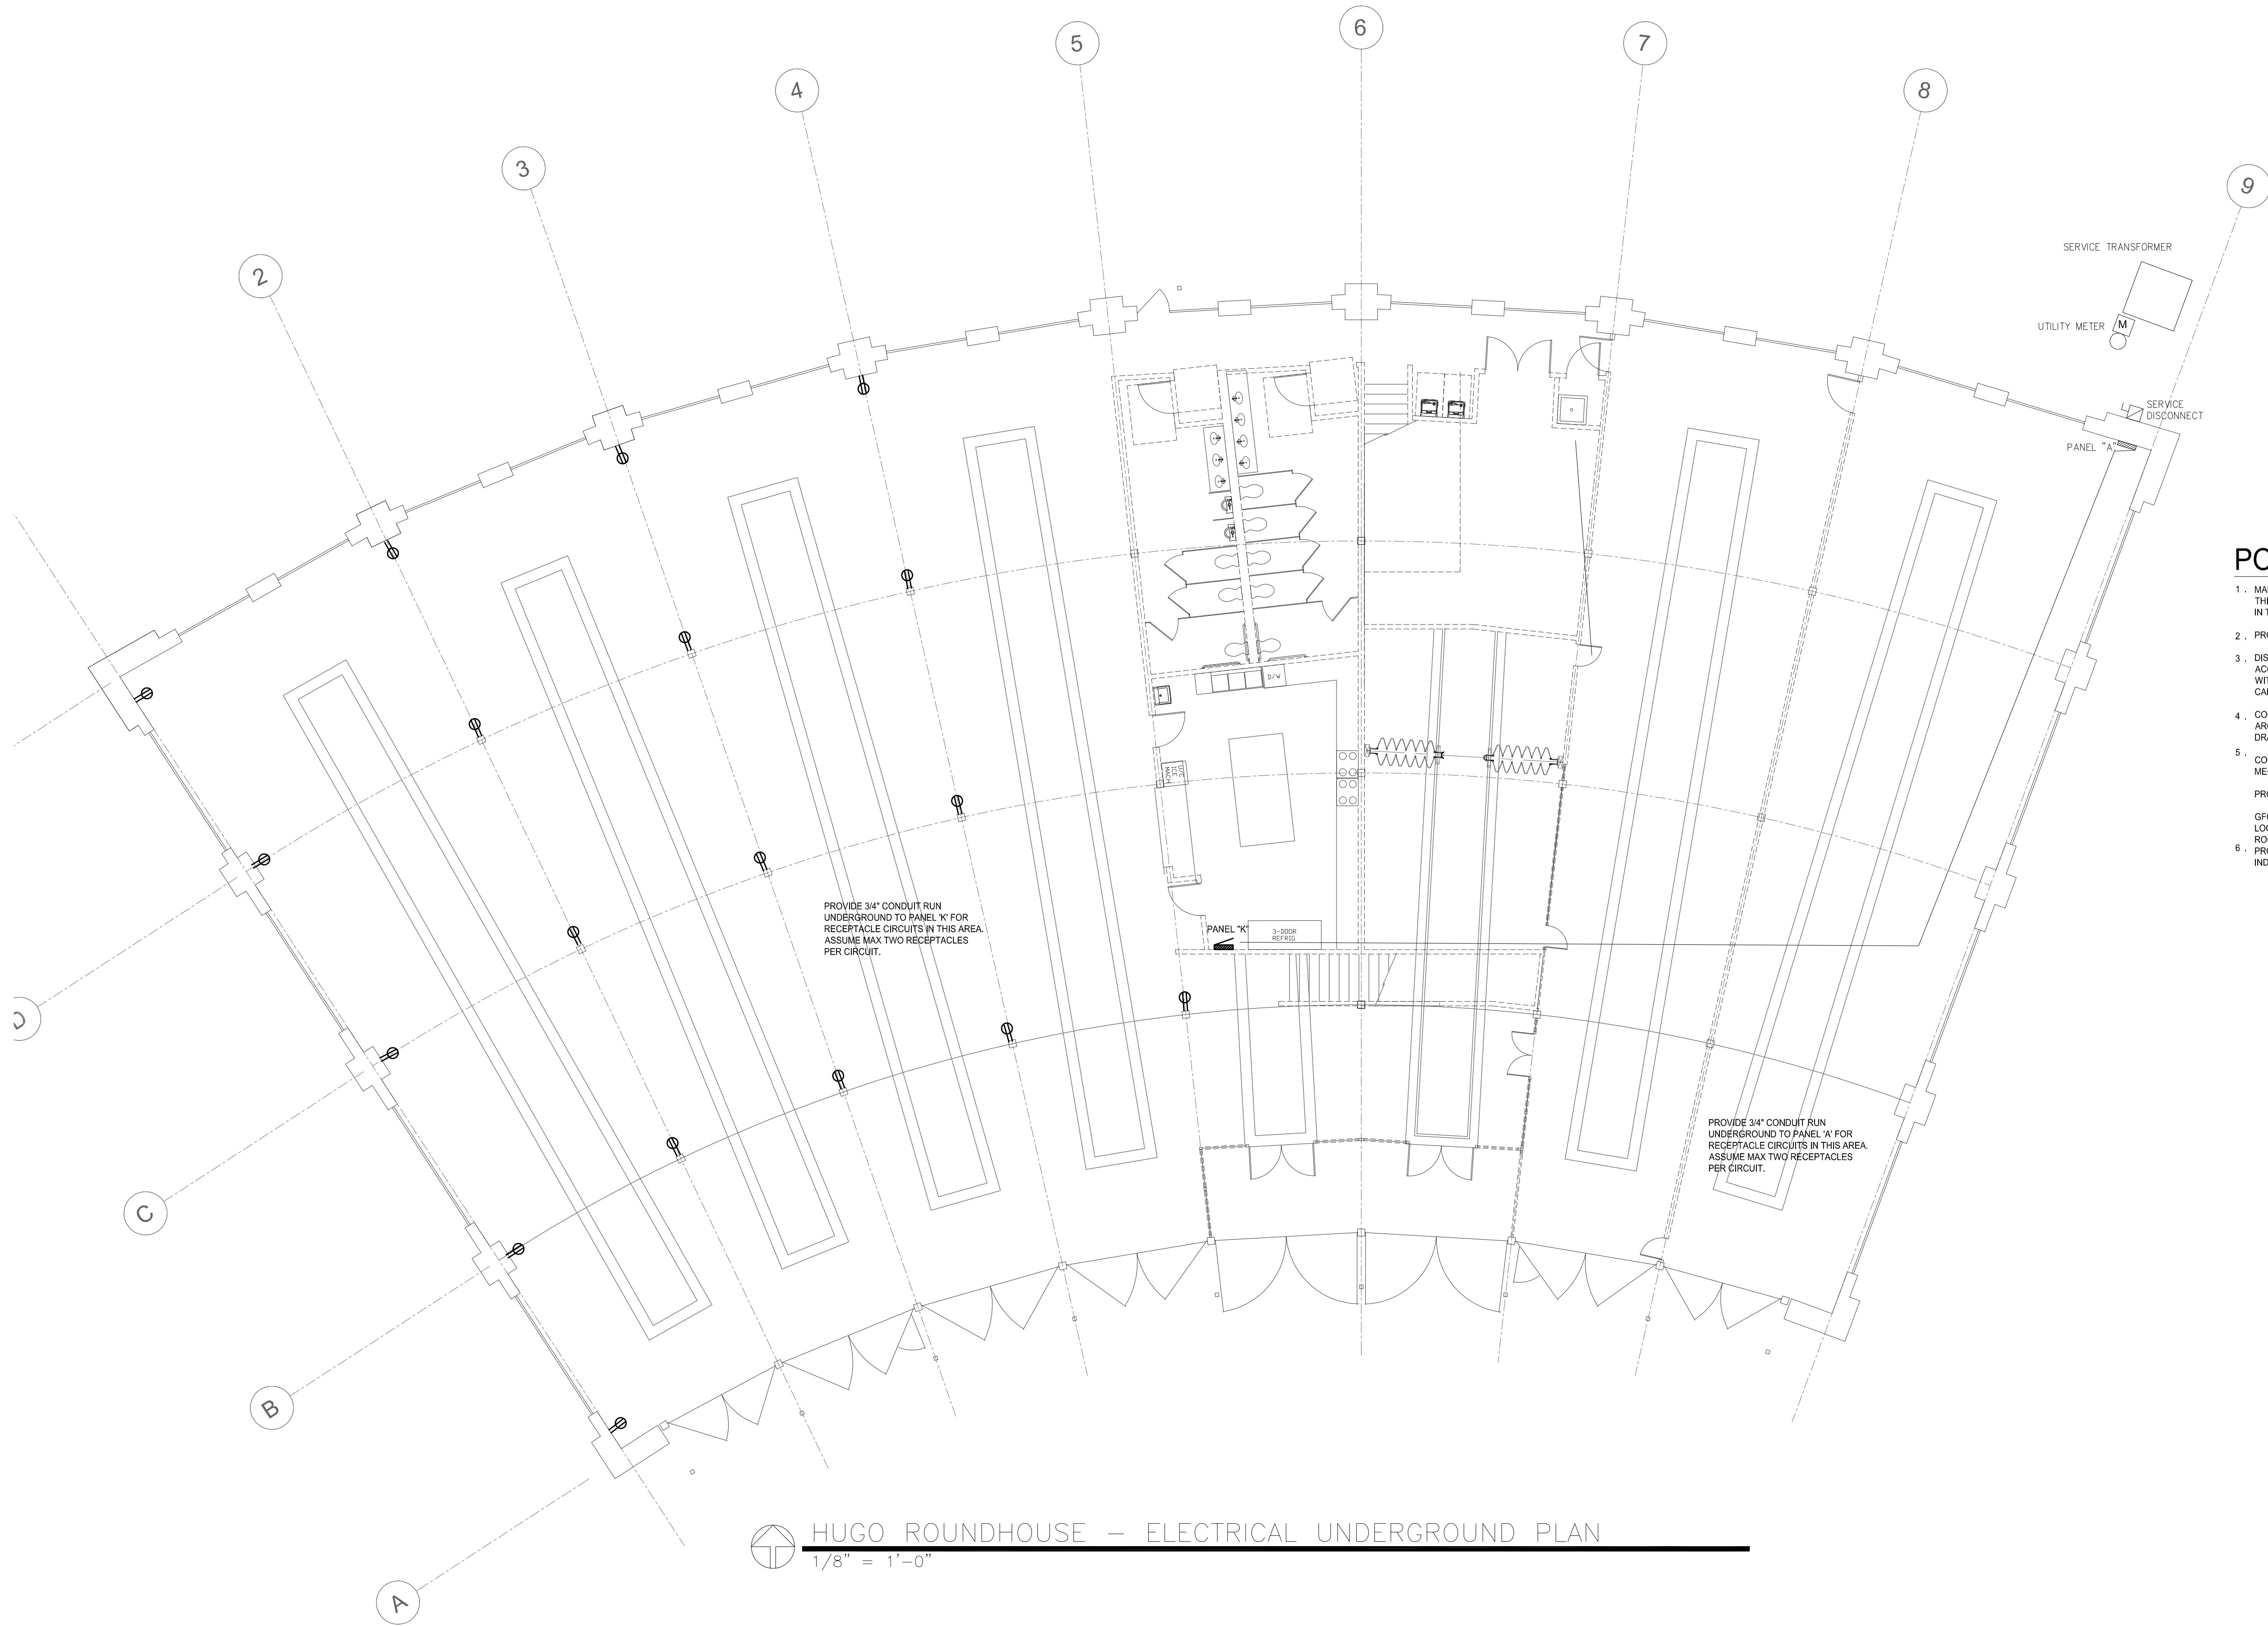 6
5
7
4
8
3
9
2
SERVICE TRANSFORMER
UTILITY METER
M
SERVICE
DISCONNECT
PANEL "A"
1 .
2 .
3 .
4 .
5 .
6 .
D/W
U/C
ICE
MACH
PROVIDE 3/4" CONDUIT RUN
UNDERGROUND TO PANEL 'K' FOR
RECEPTACLE CIRCUITS IN THIS AREA.
ASSUME MAX TWO RECEPTACLES
PER CIRCUIT.
PANEL "K"
3-DOOR
REFRIG
D
PROVIDE 3/4" CONDUIT RUN
UNDERGROUND TO PANEL 'A' FOR
RECEPTACLE CIRCUITS IN THIS AREA.
ASSUME MAX TWO RECEPTACLES
PER CIRCUIT.
C
B
A
HUGO ROUNDHOUSE – ELECTRICAL UNDERGROUND PLAN
1/8" = 1'-0"